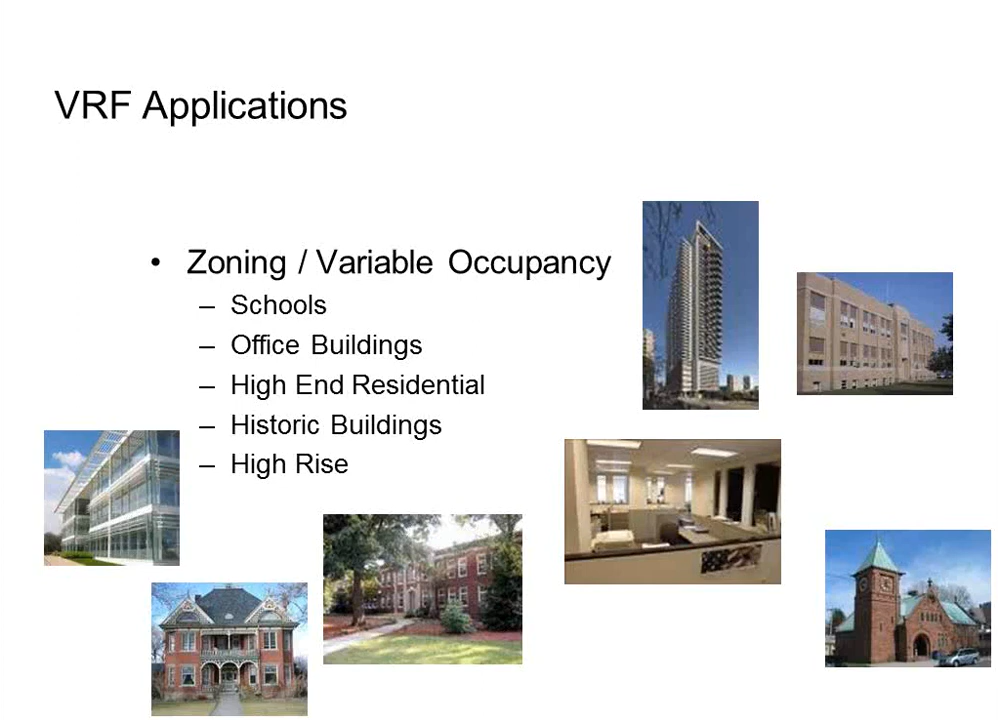 VRF Applications
• Zoning / Variable Occupancy
– Schools
– Office Buildings
– High End Residential
– Historic Buildings
– High Rise